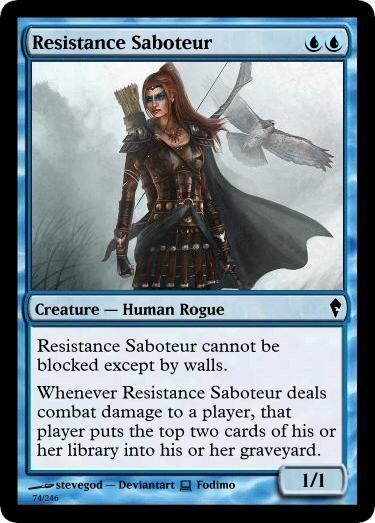 Resistance Saboteur
Creature — Human Rogue
Resistance Saboteur cannot be
blocked except by walls.
Whenever Resistance Saboteur deals
combat damage to a player, that
player puts the top two cards of his or
her library into his or her graveyard.
1/1
stevegod — Deviantart Fodimo
74/246